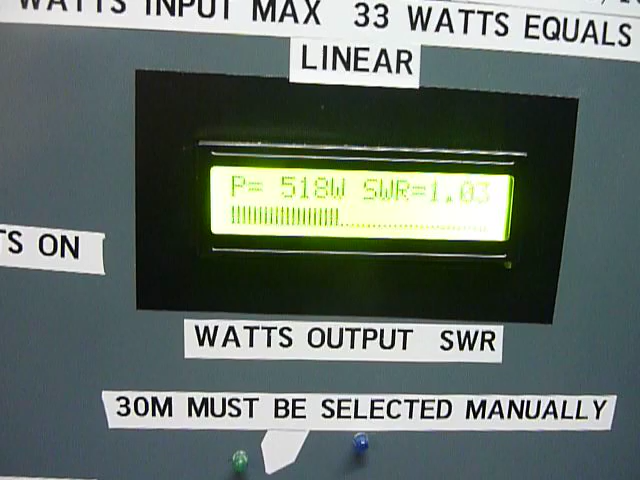 WATTS INPUT MAX 33 WATTS EQUALS
LINEAR
P= 518W SWR=1.03
TS ON
WATTS OUTPUT SWR
30M MUST BE SELECTED MANUALLY